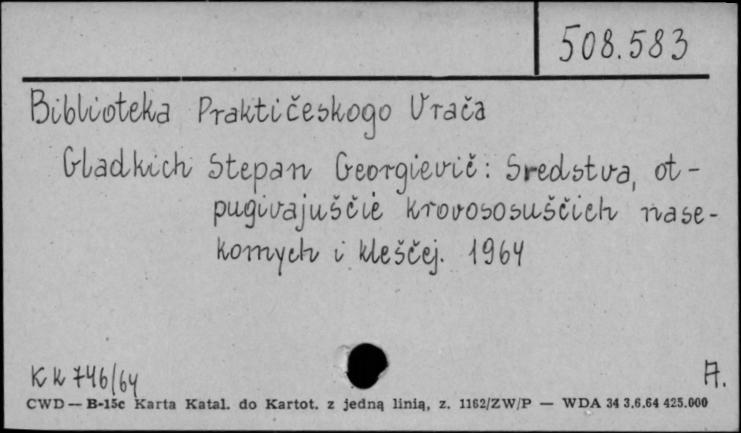 508.583
Biblioteka Praktičeskogo Vrača
Gladkich Stepan Georgievič: Sredstva, ot-
pugivajuščie krovososuščich nase-
komych i kleščej. 1964
KK 746/64
A.
CWD — B-15c Karta Katal. do Kartot. z jedną linią, z. 1162/ZW/P — WDA 34 3.6.64 425.000